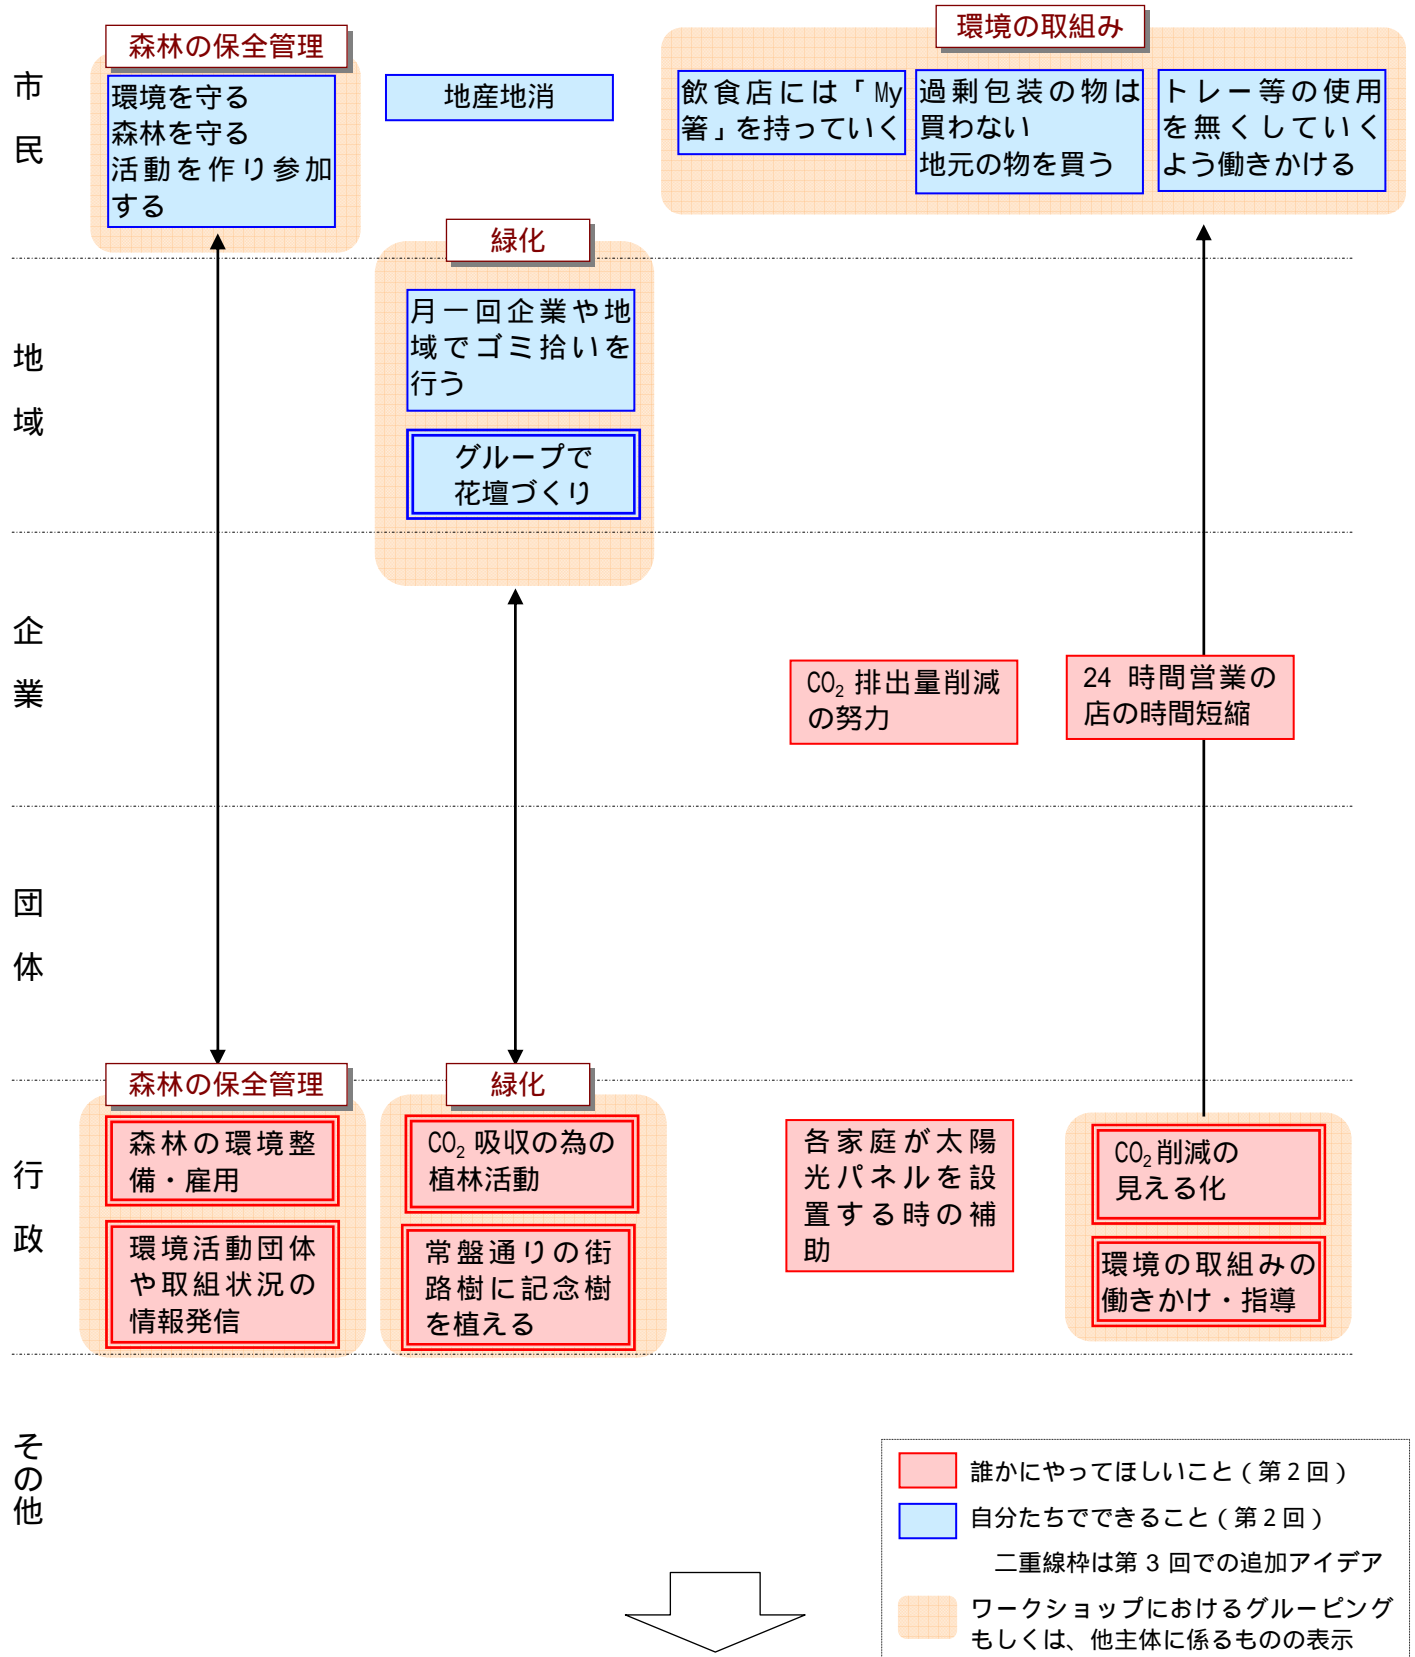 市民
森林の保全管理
環境を守る
森林を守る
活動を作り参加
する
地産地消
環境の取組み
飲食店には「My
箸」を持っていく
過剰包装の物は
買わない
地元の物を買う
トレー等の使用
を無くしていく
よう働きかける
地域
緑化
月一回企業や地
域でゴミ拾いを
行う
グループで
花壇づくり
企業
CO₂ 排出量削減
の努力
24 時間営業の
店の時間短縮
団体
行政
森林の保全管理
森林の環境整
備・雇用
環境活動団体
や取組状況の
情報発信
緑化
CO₂ 吸収の為の
植林活動
常盤通りの街
路樹に記念樹
を植える
各家庭が太陽
光パネルを設
置する時の補
助
CO₂削減の
見える化
環境の取組みの
働きかけ・指導
その他
誰かにやってほしいこと(第2回)
自分たちでできること(第2回)
二重線枠は第3回での追加アイデア
ワークショップにおけるグルーピング
もしくは、他主体に係るものの表示